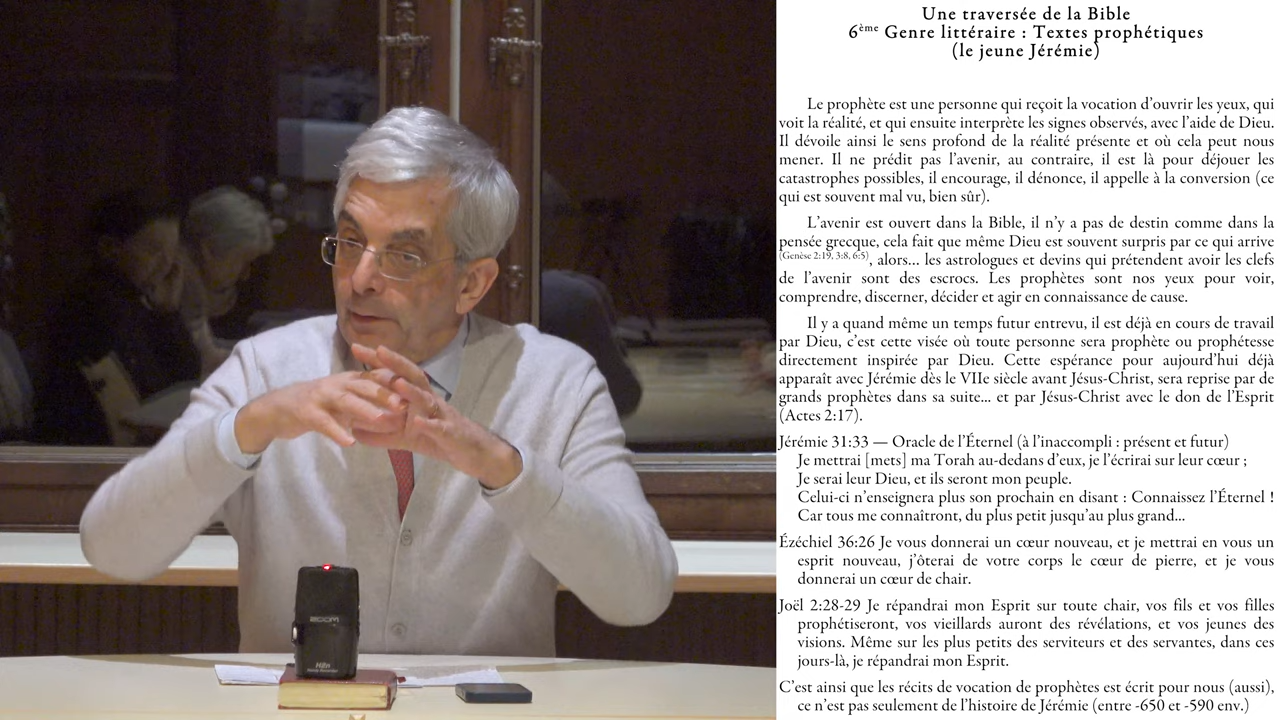 Une traversée de la Bible
6ème Genre littéraire : Textes prophétiques
(le jeune Jérémie)
Le prophète est une personne qui reçoit la vocation d'ouvrir les yeux, qui
voit la réalité, et qui ensuite interprète les signes observés, avec l'aide de Dieu.
Il dévoile ainsi le sens profond de la réalité présente et où cela peut nous
mener. Il ne prédit pas l'avenir, au contraire, il est là pour déjouer les
catastrophes possibles, il encourage, il dénonce, il appelle à la conversion (ce
qui est souvent mal vu, bien sûr).
L'avenir est ouvert dans la Bible, il n'y a pas de destin comme dans la
pensée grecque, cela fait que même Dieu est souvent surpris par ce qui arrive
(Genèse 2:19, 3:8, 6:5), alors... les astrologues et devins qui prétendent avoir les clefs
de l'avenir sont des escrocs. Les prophètes sont nos yeux pour voir,
comprendre, discerner, décider et agir en connaissance de cause.
Il y a quand même un temps futur entrevu, il est déjà en cours de travail
par Dieu, c'est cette visée où toute personne sera prophète ou prophétesse
directement inspirée par Dieu. Cette espérance pour aujourd'hui déjà
apparaît avec Jérémie dès le VIIe siècle avant Jésus-Christ, sera reprise par de
grands prophètes dans sa suite... et par Jésus-Christ avec le don de l'Esprit
(Actes 2:17).
Jérémie 31:33 — Oracle de l'Éternel (à l'inaccompli : présent et futur)
Je mettrai [mets] ma Torah au-dedans d'eux, je l'écrirai sur leur cœur ;
Je serai leur Dieu, et ils seront mon peuple.
Celui-ci n'enseignera plus son prochain en disant : Connaissez l'Éternel !
Car tous me connaîtront, du plus petit jusqu'au plus grand...
Ézéchiel 36:26 Je vous donnerai un cœur nouveau, et je mettrai en vous un
esprit nouveau, j'ôterai de votre corps le cœur de pierre, et je vous
donnerai un cœur de chair.
Joël 2:28-29 Je répandrai mon Esprit sur toute chair, vos fils et vos filles
prophétiseront, vos vieillards auront des révélations, et vos jeunes des
visions. Même sur les plus petits des serviteurs et des servantes, dans ces
jours-là, je répandrai mon Esprit.
C'est ainsi que les récits de vocation de prophètes est écrit pour nous (aussi),
ce n'est pas seulement de l'histoire de Jérémie (entre -650 et -590 env.)
zoom
H2n